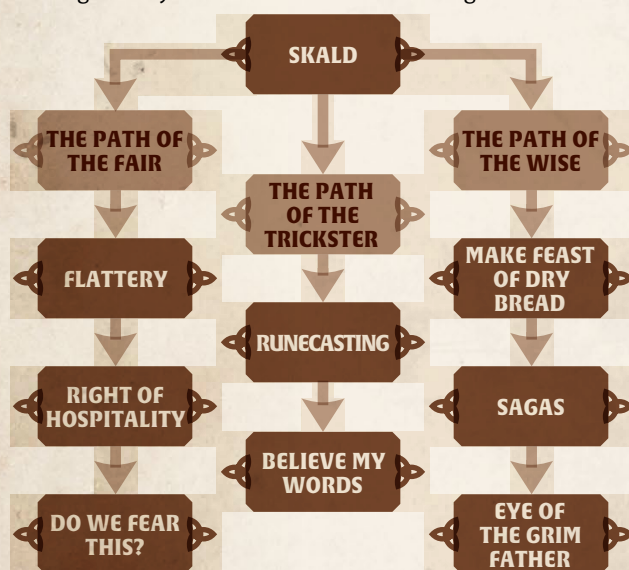 SKALD
THE PATH OF
THE FAIR
FLATTERY
RIGHT OF
HOSPITALITY
DO WE FEAR
THIS?
THE PATH
OF THE
TRICKSTER
RUNECASTING
BELIEVE MY
WORDS
THE PATH OF
THE WISE
MAKE FEAST
OF DRY
BREAD
SAGAS
EYE OF
THE GRIM
FATHER